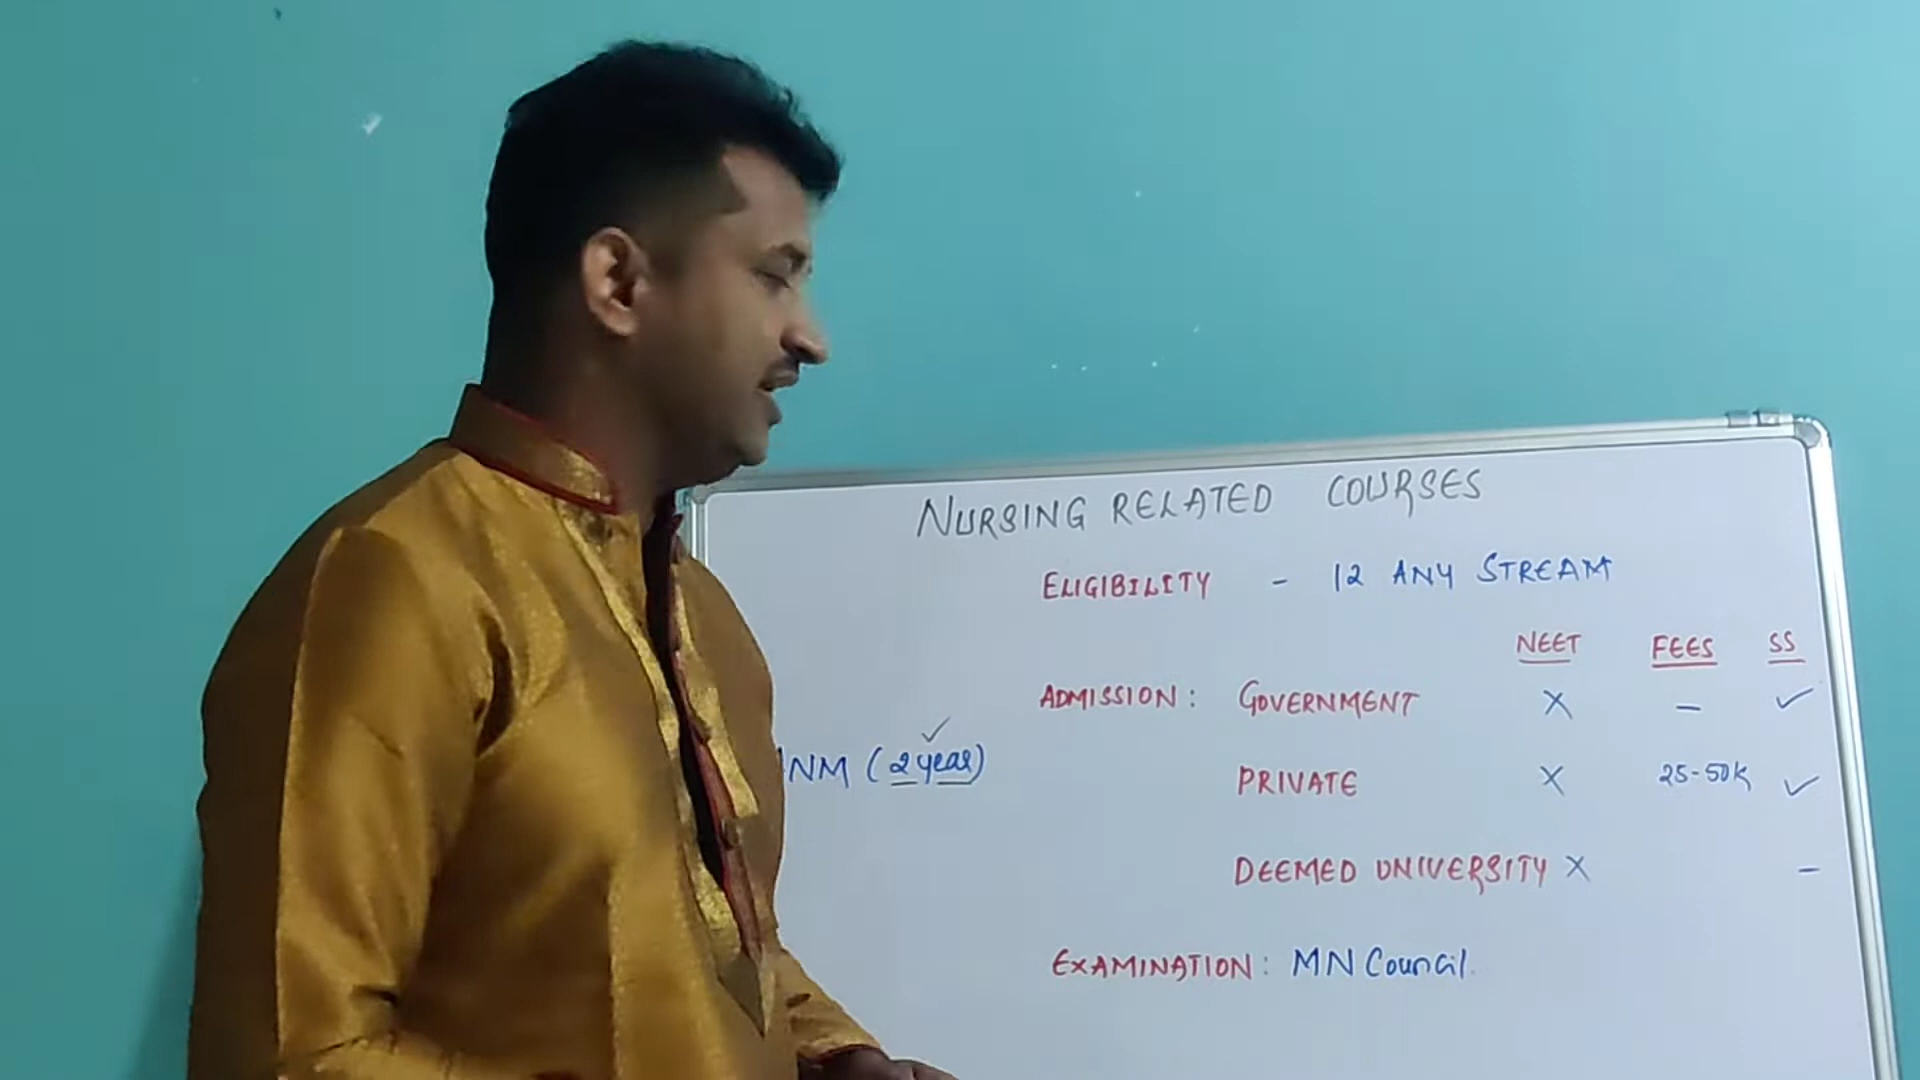 NURSING RELATED COURSES
ELIGIBILITY - 12 ANY STREAM
NEET FEES SS
ADMISSION: GOVERNMENT X - ✓
✓
NM (2 year)
PRIVATE X 25-50K ✓
DEEMED UNIVERSITY X -
EXAMINATION: MN Council.